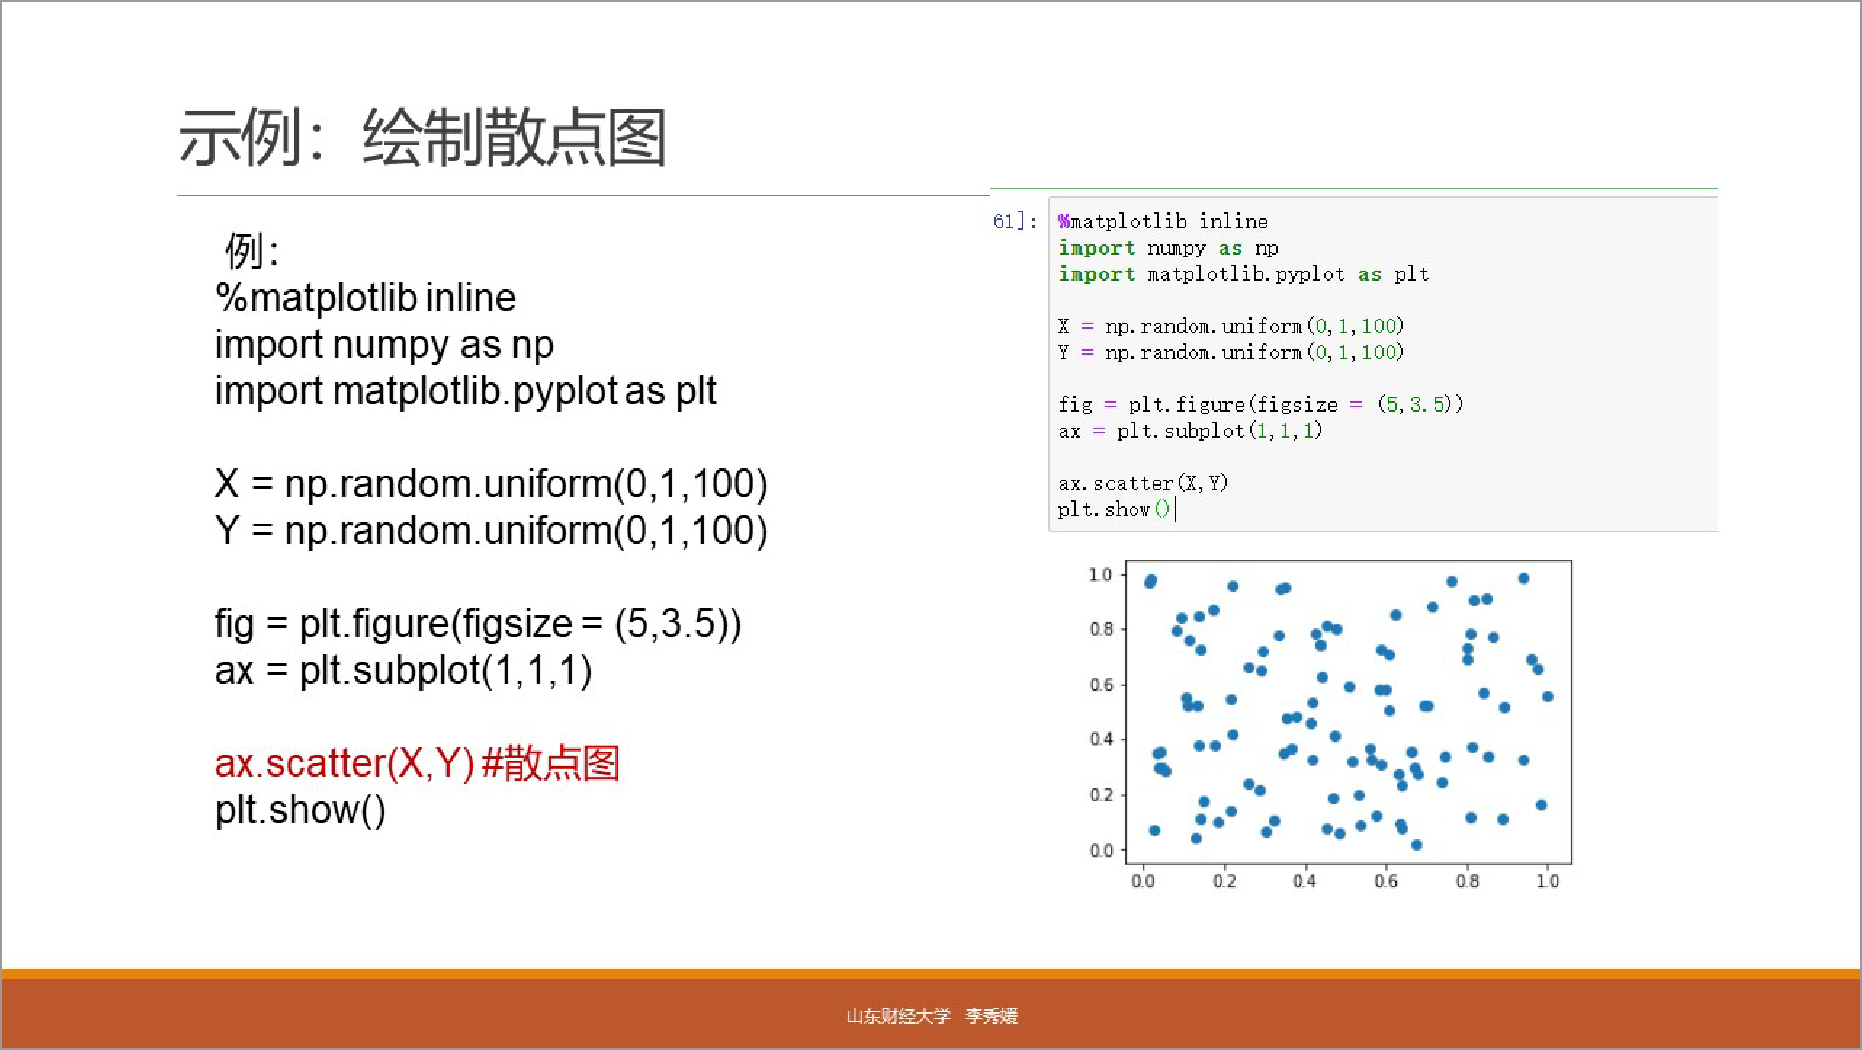 示例：绘制散点图
例：
%matplotlib inline
import numpy as np
import matplotlib.pyplot as plt
X = np.random.uniform(0,1,100)
Y = np.random.uniform(0,1,100)
fig = plt.figure(figsize = (5,3.5))
ax = plt.subplot(1,1,1)
ax.scatter(X,Y) #散点图
plt.show()
61]:
%matplotlib inline
import numpy as np
import matplotlib.pyplot as plt
X = np.random.uniform(0,1,100)
Y = np.random.uniform(0,1,100)
fig = plt.figure(figsize = (5,3.5))
ax = plt.subplot(1,1,1)
ax.scatter(X,Y)
plt.show()
1.0
0.8
0.6
0.4
0.2
0.0
0.0 0.2 0.4 0.6 0.8 1.0
山东财经大学 李秀媛